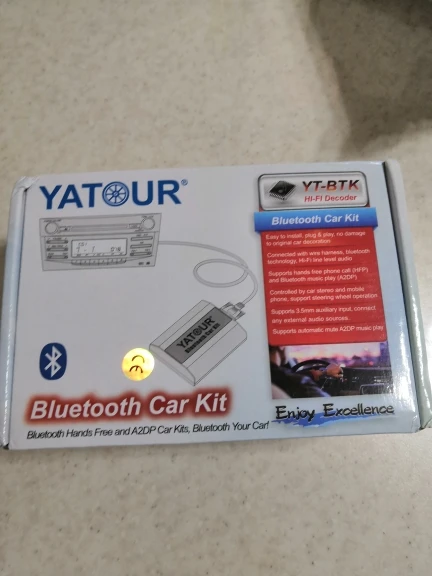 YATOUR®
YT-BTK
HI-FI Decoder
Bluetooth Car Kit
Easy to install, plug & play, no damage
to original car decoration
Connected with wire harness, bluetooth
technology, Hi-Fi line level audio
Supports hands free phone call (HFP)
and Bluetooth music play (A2DP)
Controlled by car stereo and mobile
phone, support steering wheel operation.
Supports 3.5mm auxiliary input, connect
any external audio sources.
Supports automatic mute A2DP music play
YATOUR®
Bluetooth Car Kit
CE
Bluetooth Car Kit
Enjoy Excellence
Bluetooth Hands Free and A2DP Car Kits, Bluetooth Your Car!